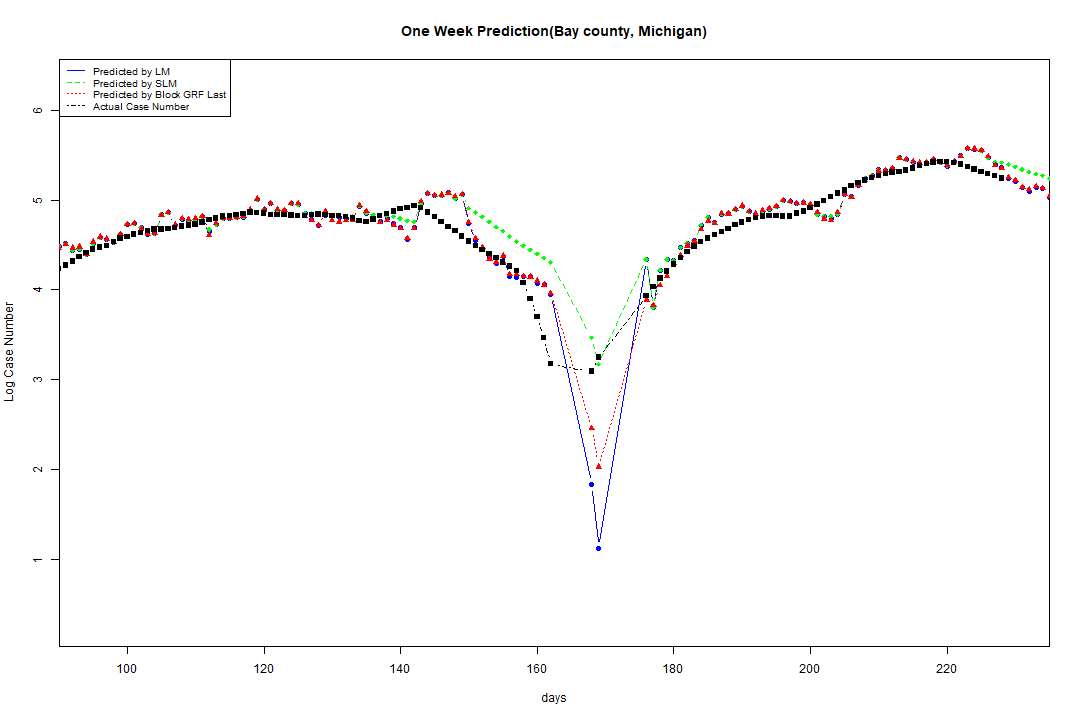 One Week Prediction(Bay county, Michigan)
Predicted by LM
Predicted by SLM
Predicted by Block GRF Last
Actual Case Number
6
5
4
3
2
1
Log Case Number
100 120 140 160 180 200 220
days